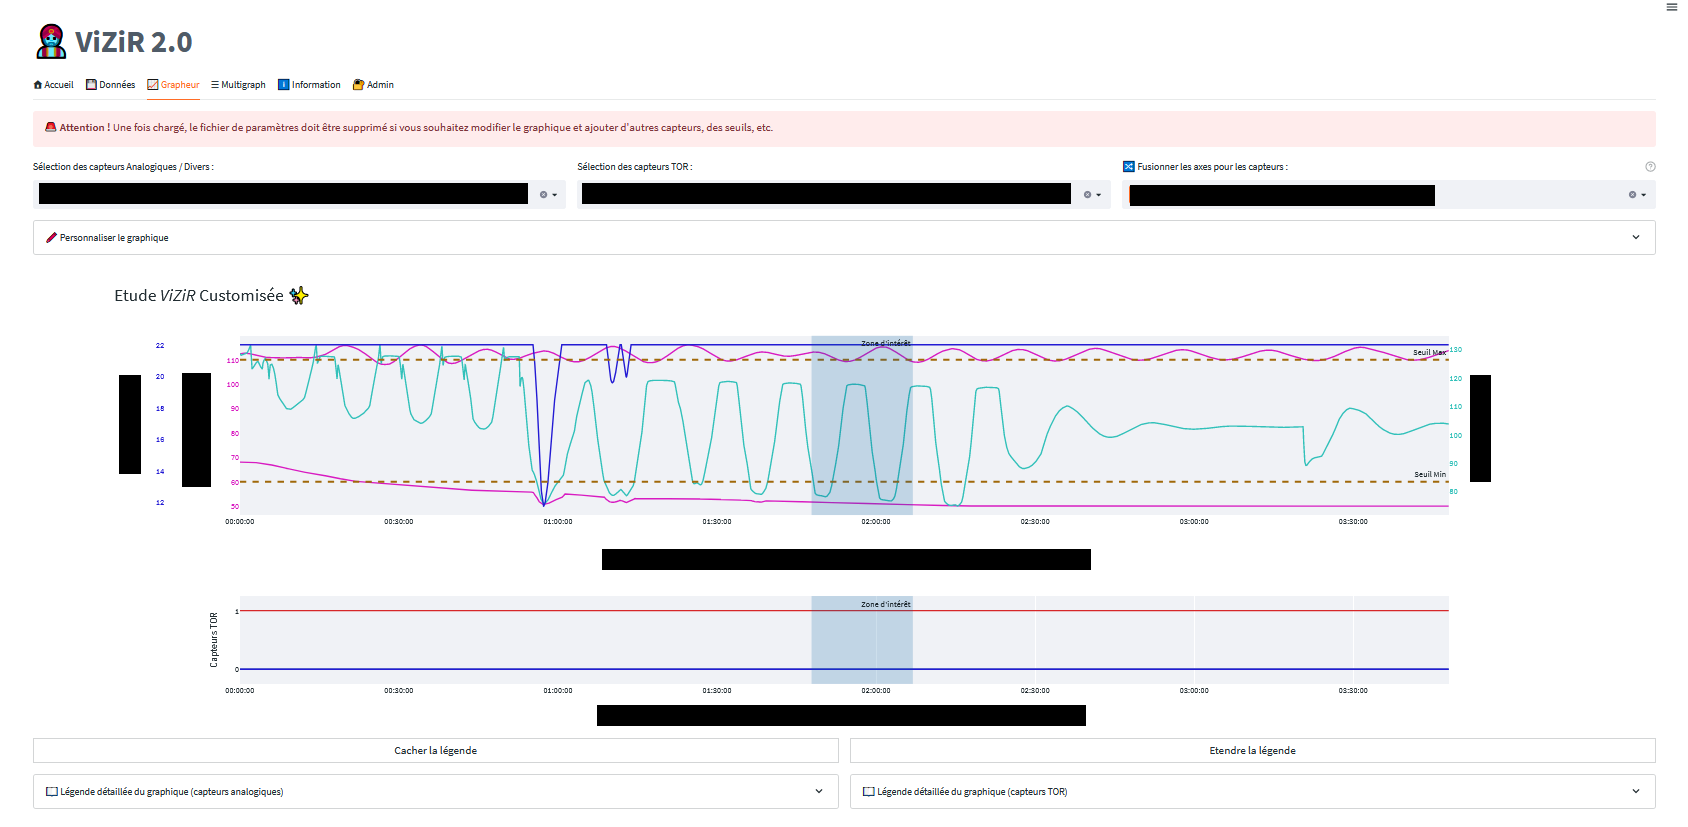 ViZiR 2.0
Accueil Données Grapheur Multigraph Information Admin
Attention ! Une fois chargé, le fichier de paramètres doit être supprimé si vous souhaitez modifier le graphique et ajouter d'autres capteurs, des seuils, etc.
Sélection des capteurs Analogiques / Divers :
Sélection des capteurs TOR :
Fusionner les axes pour les capteurs :
Personnaliser le graphique
Etude ViZiR Customisée
22
20
18
16
14
12
110
100
90
80
70
60
50
Zone d'intérêt
Seuil Max
Seuil Min
130
120
110
100
90
80
00:00:00 00:30:00 01:00:00 01:30:00 02:00:00 02:30:00 03:00:00 03:30:00
Capteurs TOR
1
0
Zone d'intérêt
00:00:00 00:30:00 01:00:00 01:30:00 02:00:00 02:30:00 03:00:00 03:30:00
Cacher la légende
Etendre la légende
Légende détaillée du graphique (capteurs analogiques)
Légende détaillée du graphique (capteurs TOR)